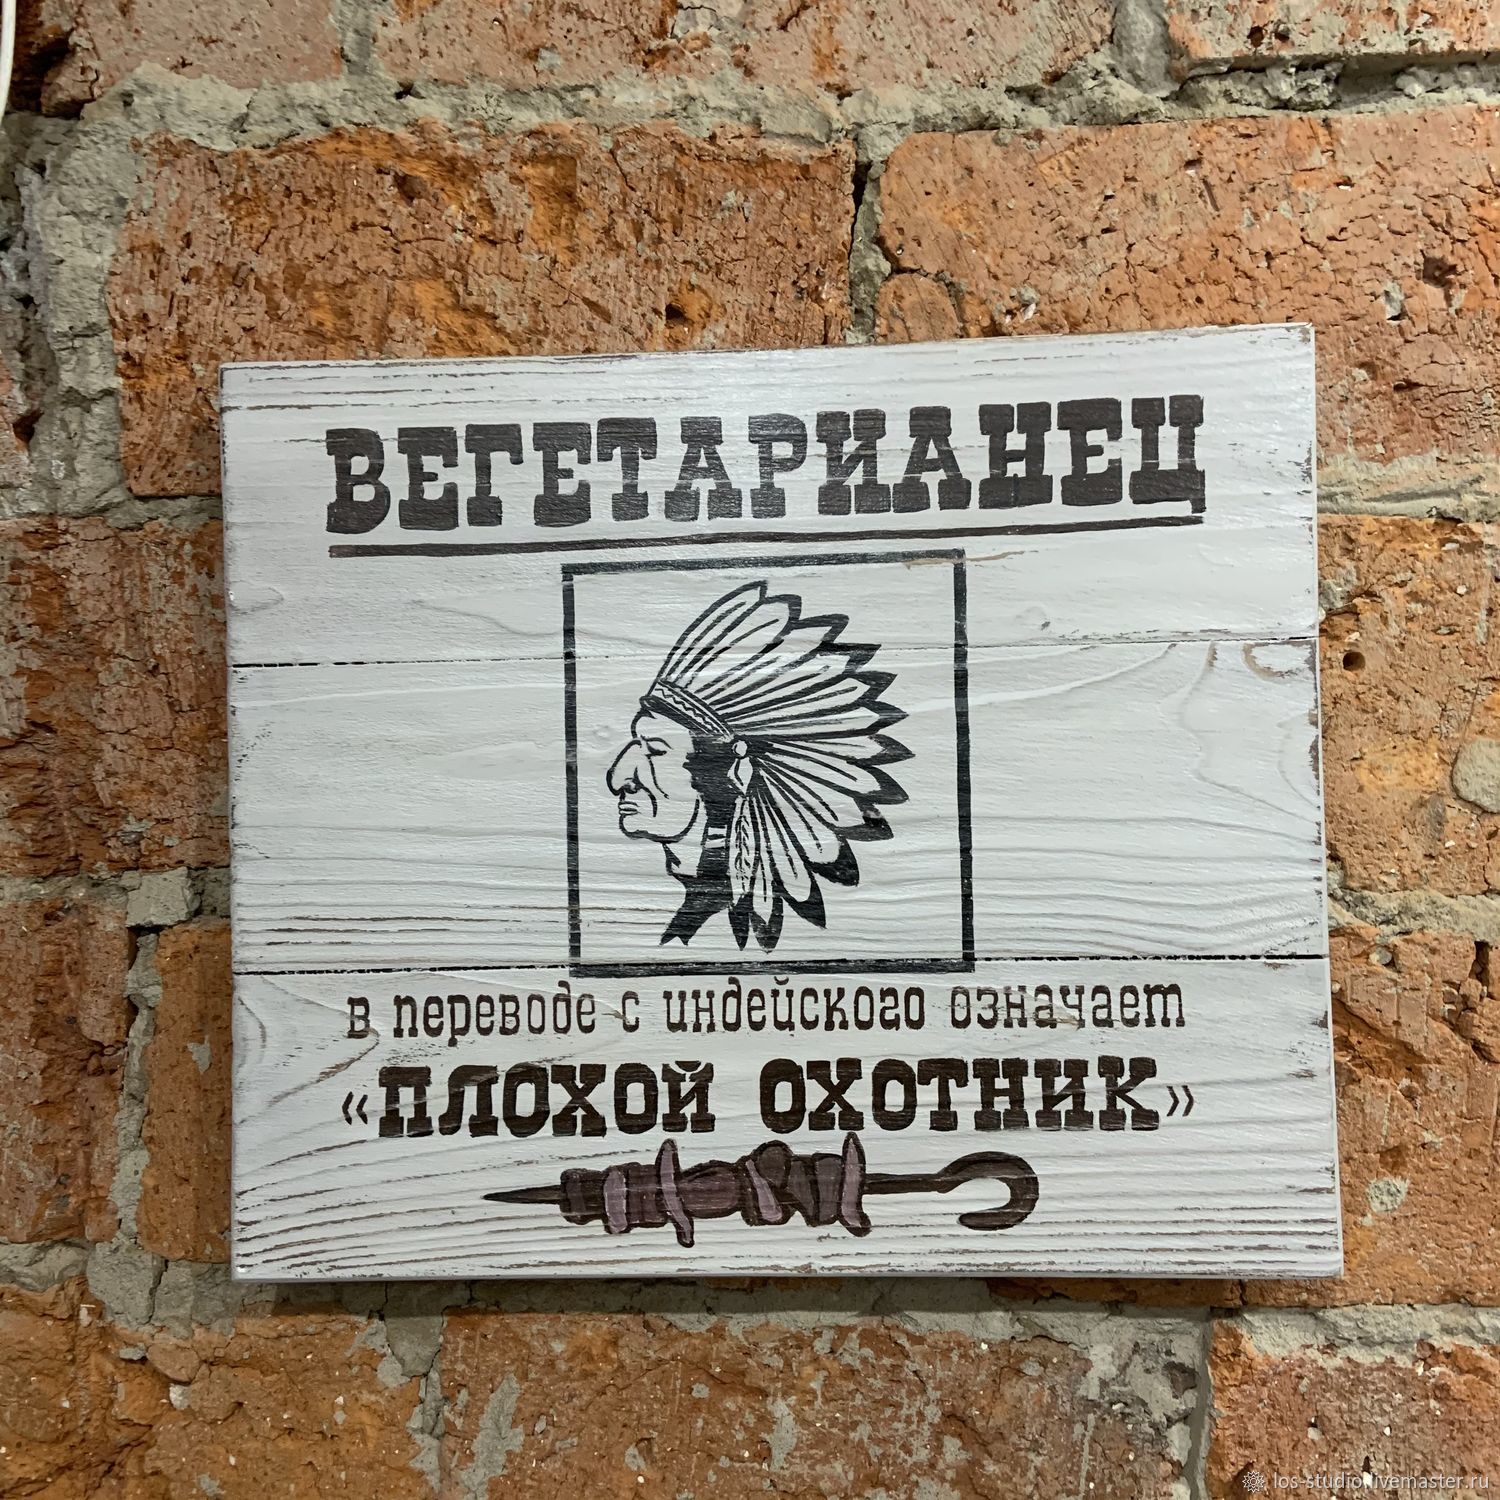 ВЕГЕТАРИАНЕЦ
в переводе с индейского означает
«ПЛОХОЙ ОХОТНИК»
los-studio.livemaster.ru